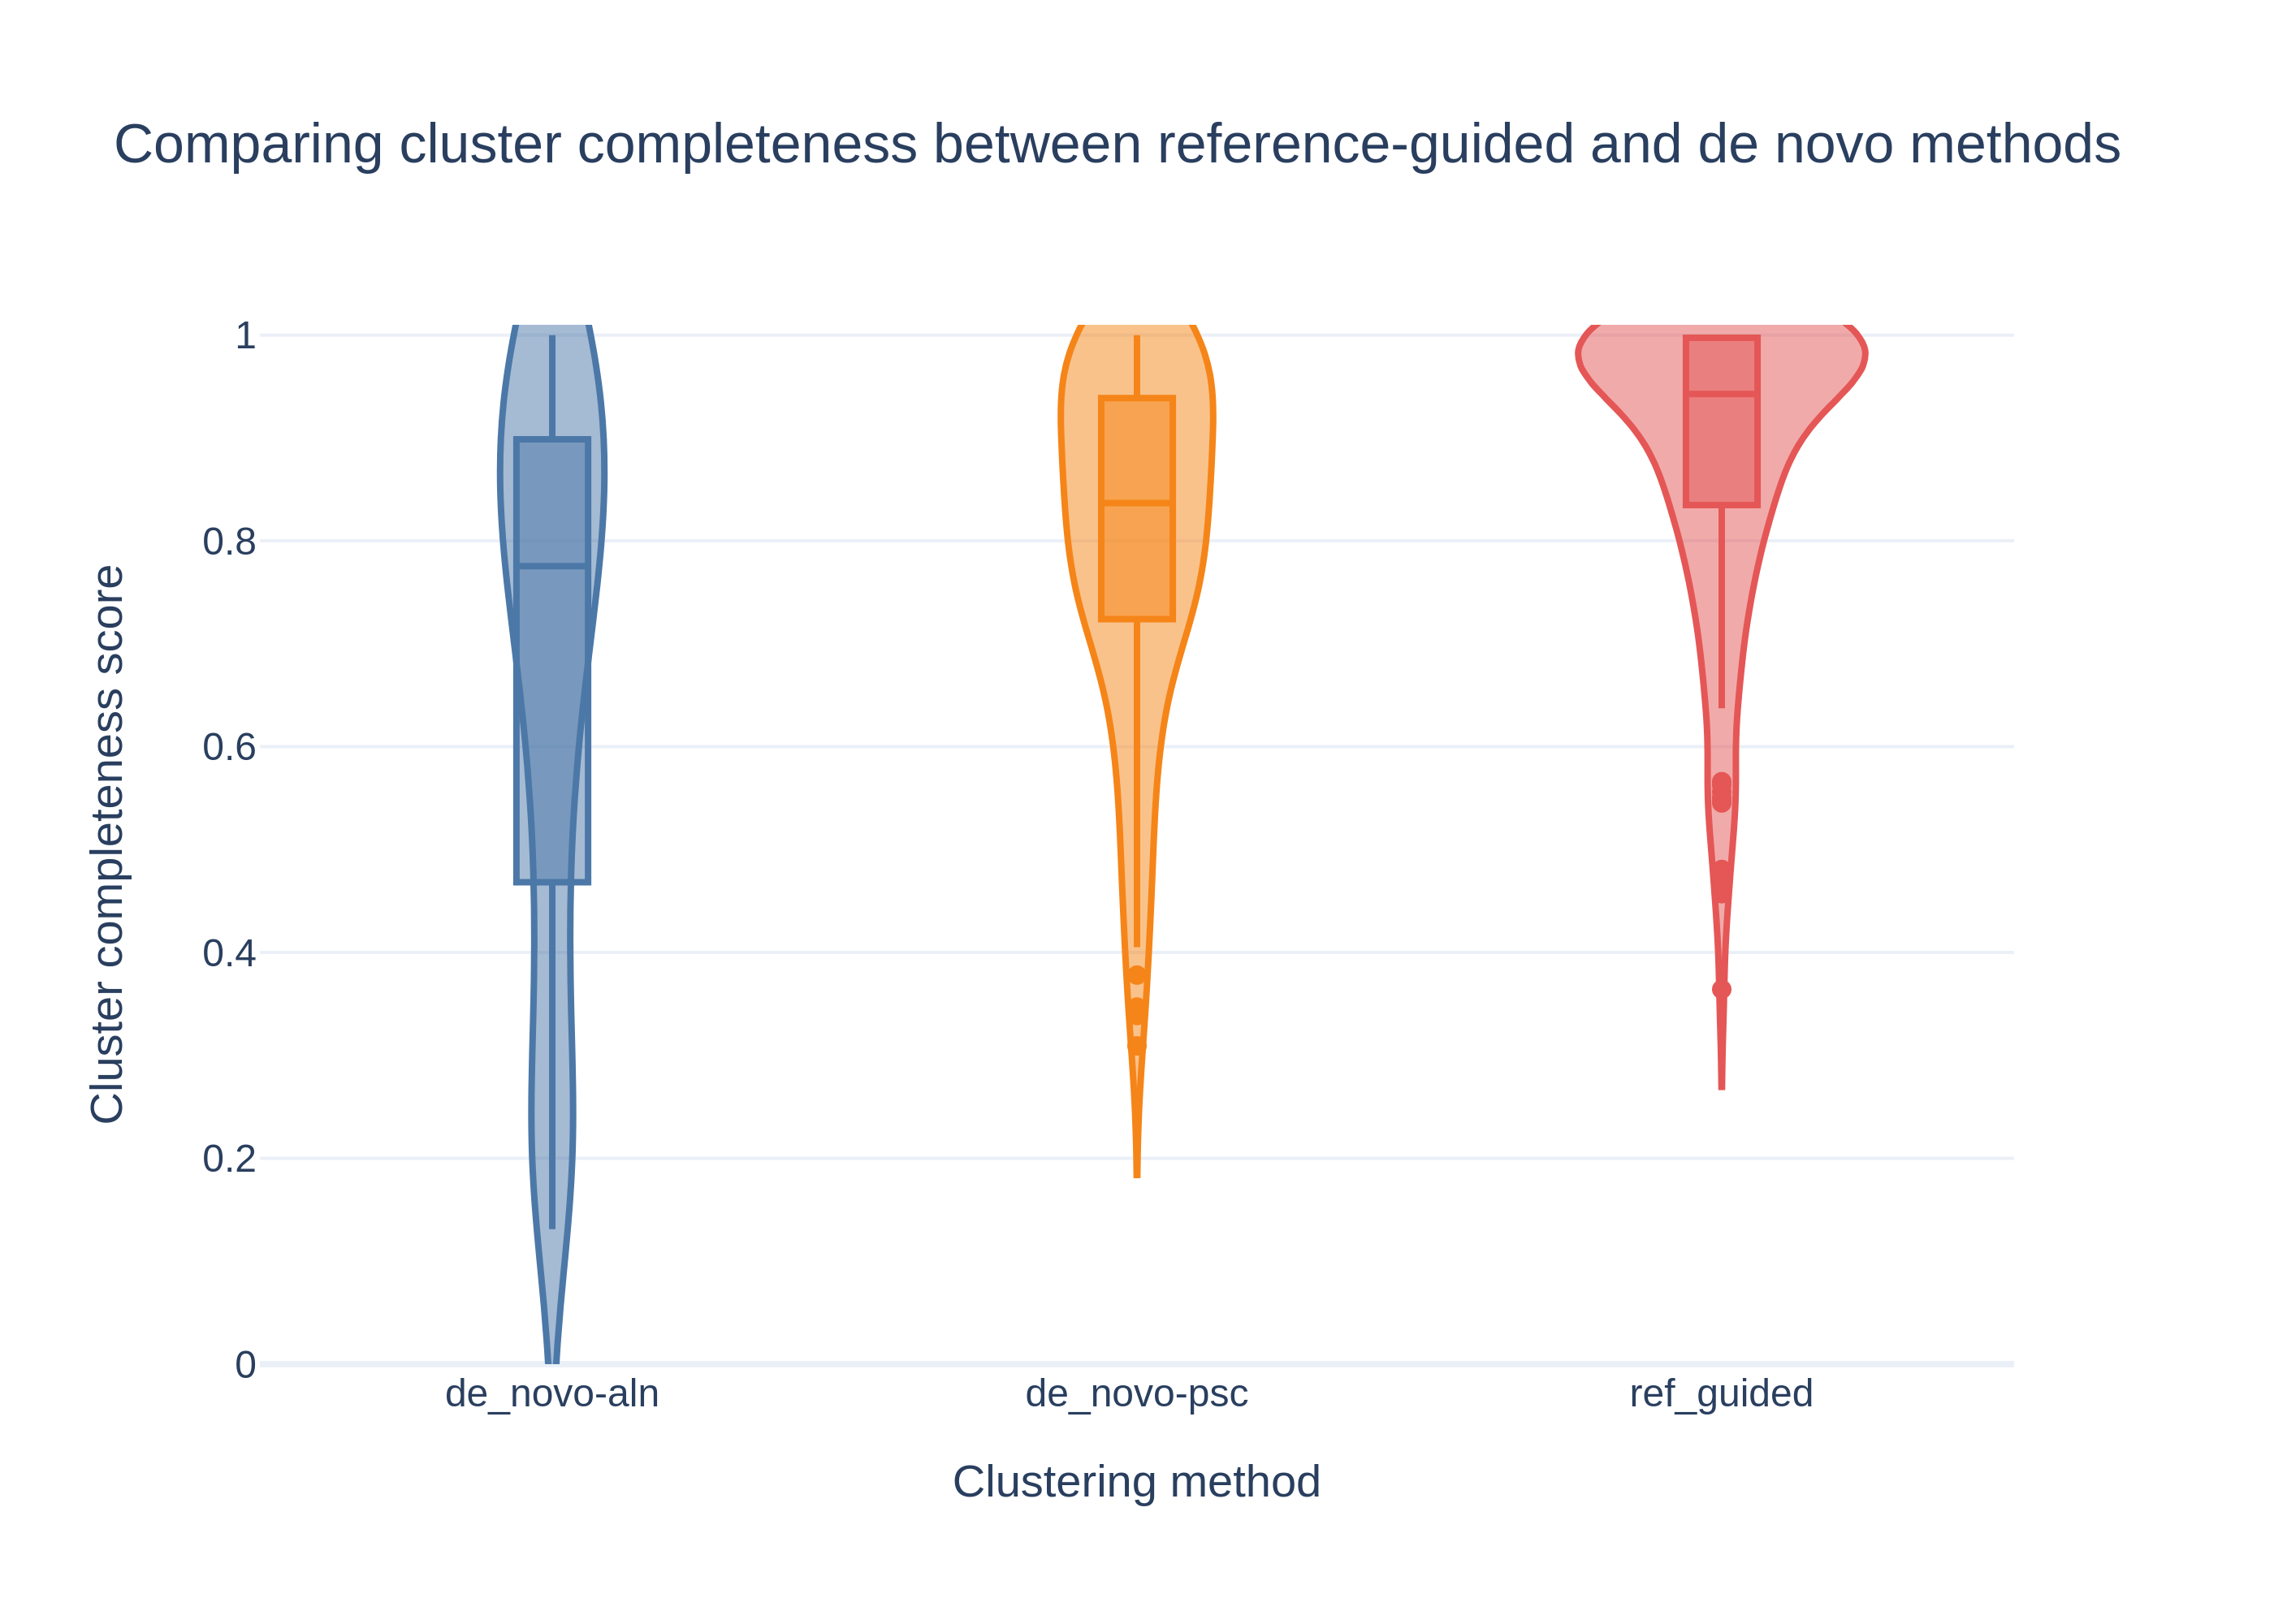 Comparing cluster completeness between reference-guided and de novo methods
Cluster completeness score
1
0.8
0.6
0.4
0.2
0
de_novo-aln
de_novo-psc
ref_guided
Clustering method